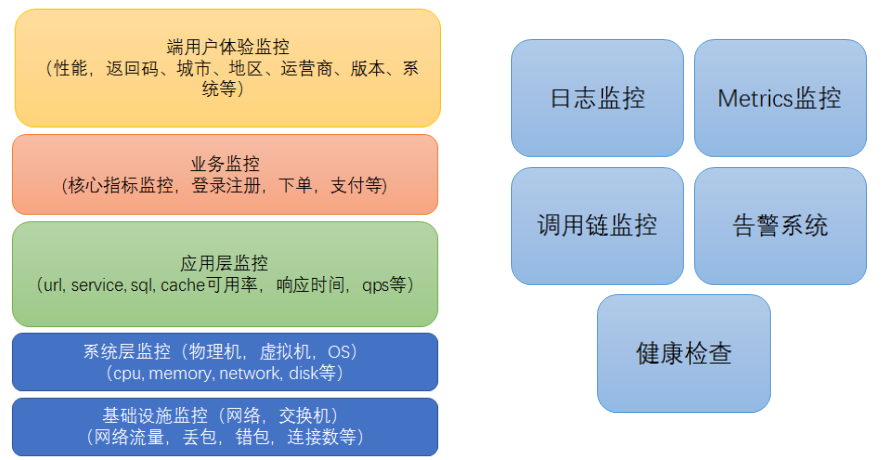 端用户体验监控
（性能，返回码、城市、地区、运营商、版本、系
统等）
业务监控
(核心指标监控，登录注册，下单，支付等)
应用层监控
（url, service, sql, cache可用率，响应时间，qps等）
系统层监控（物理机，虚拟机，OS）
（cpu, memory, network, disk等）
基础设施监控（网络，交换机）
（网络流量，丢包，错包，连接数等）
日志监控
Metrics监控
调用链监控
告警系统
健康检查